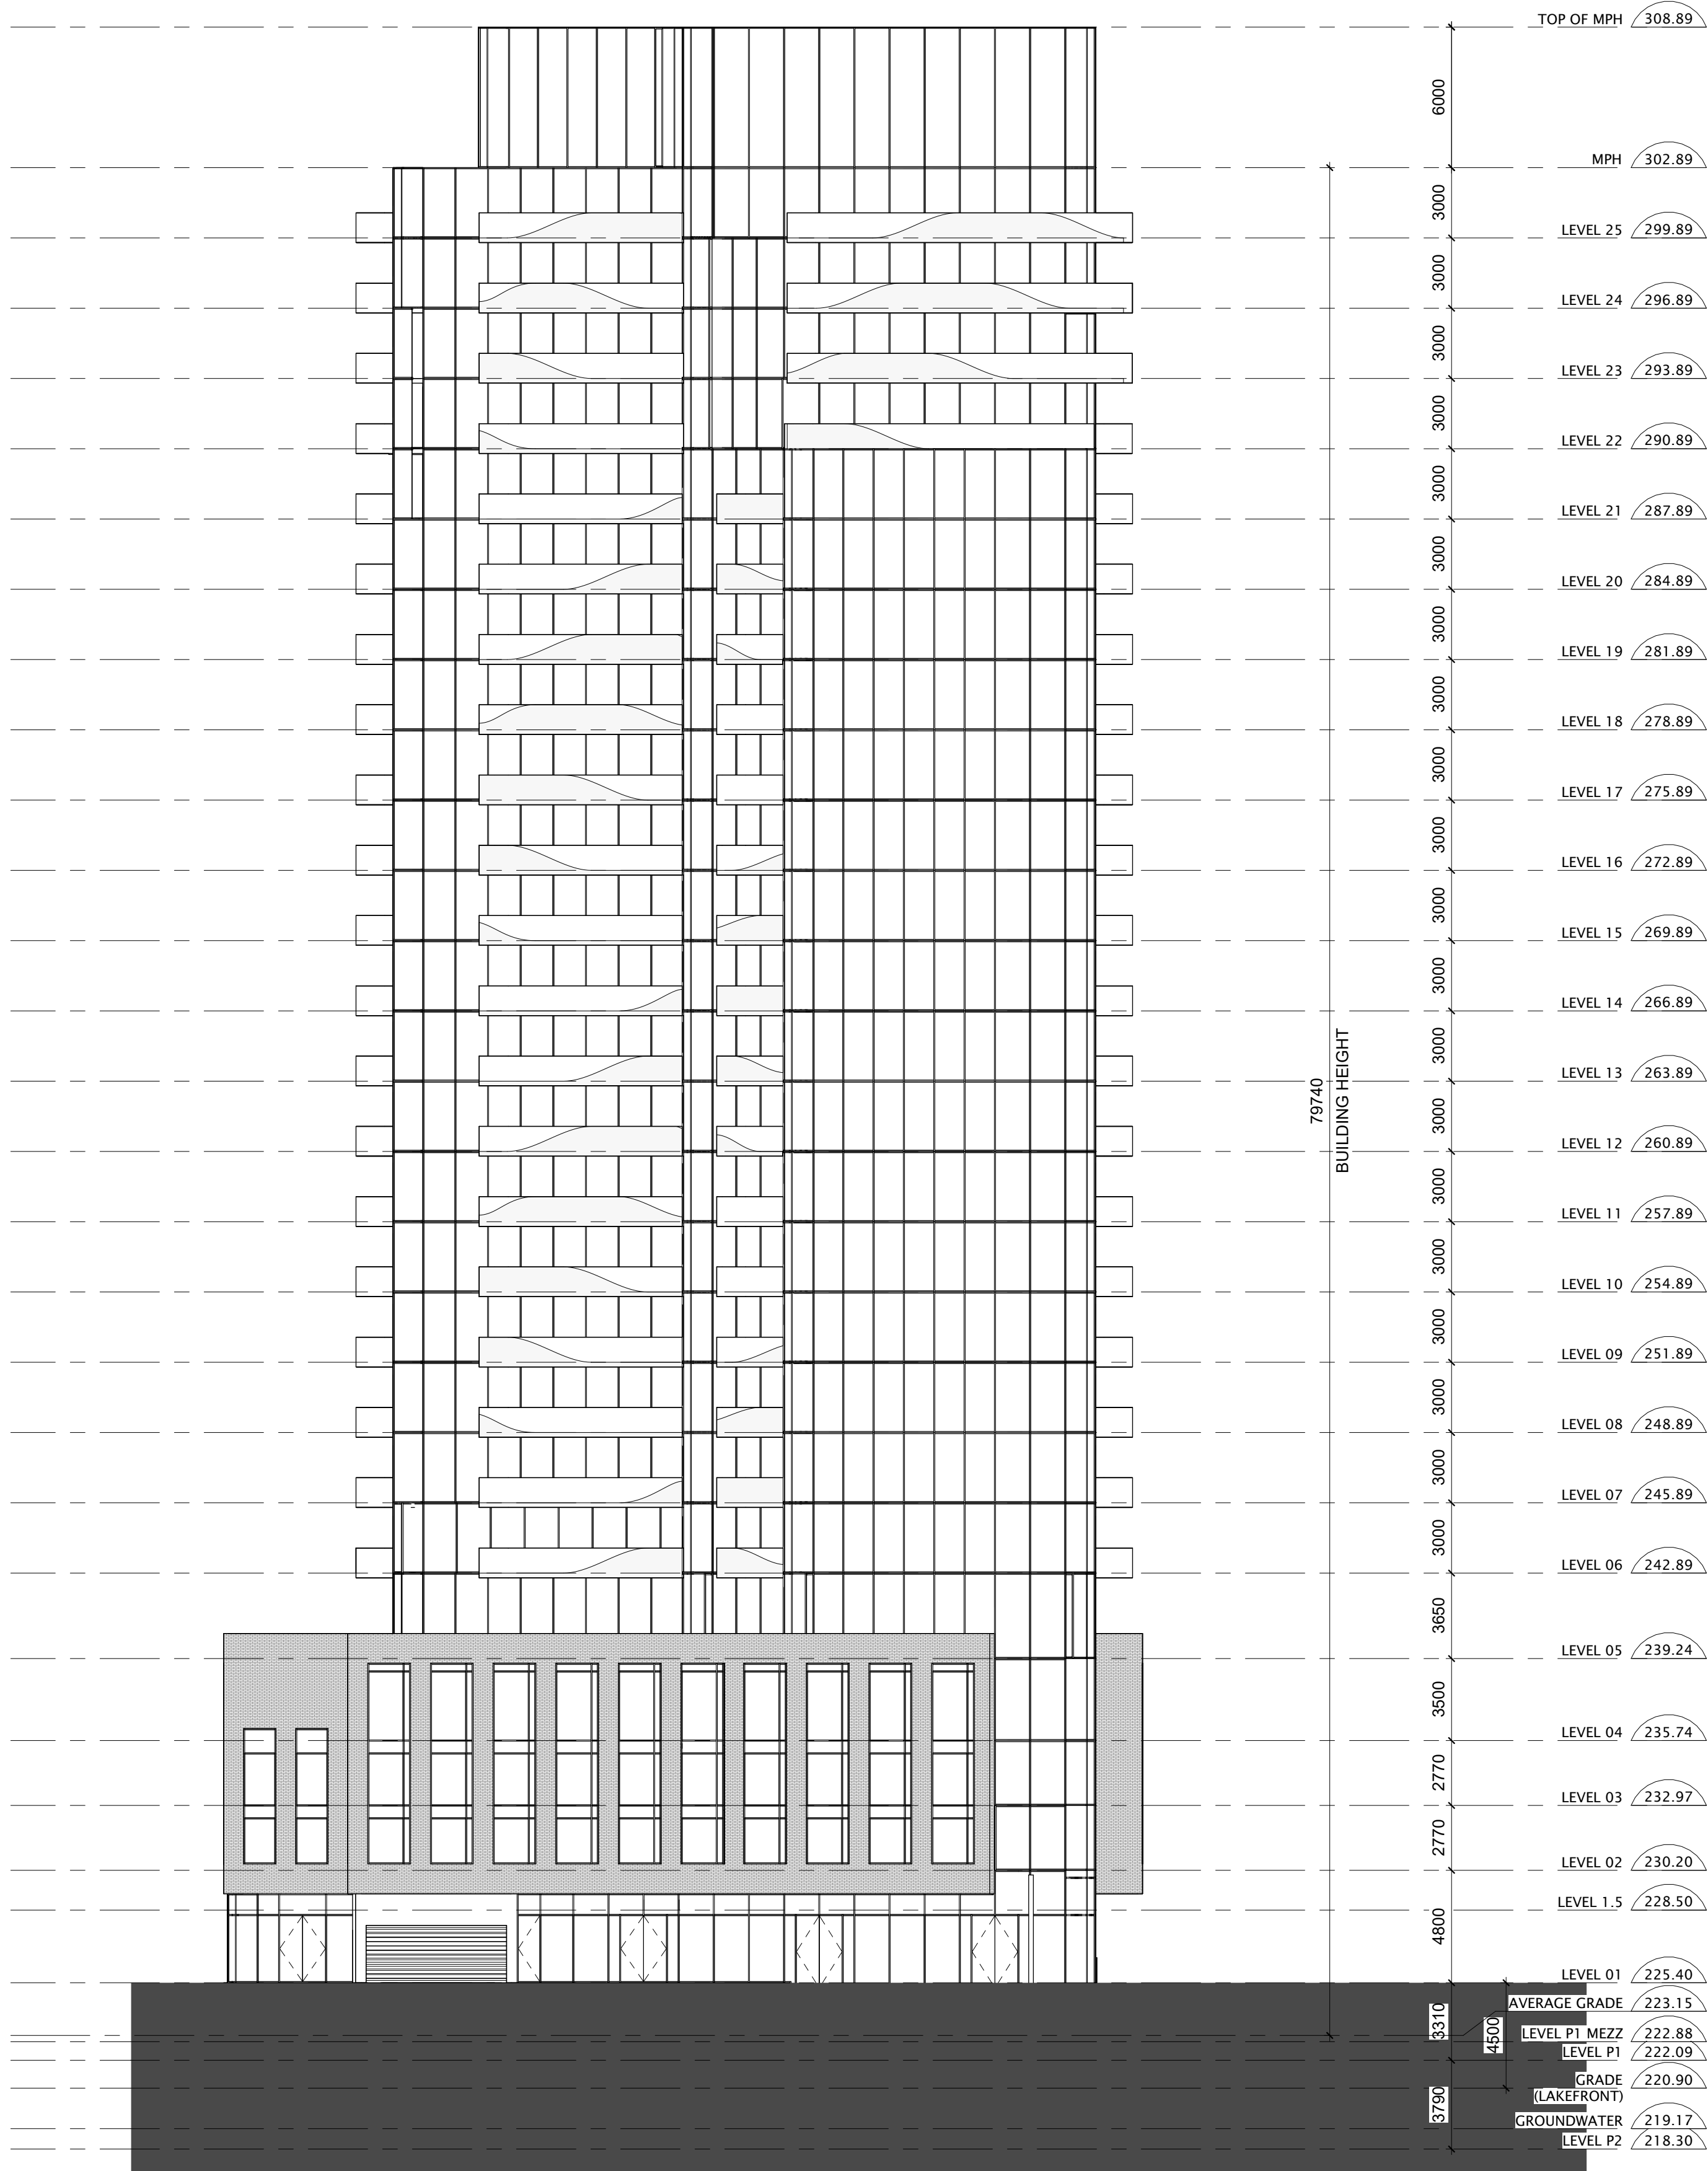 TOP OF MPH 308.89
6000
MPH 302.89
3000
LEVEL 25 299.89
3000
LEVEL 24 296.89
3000
LEVEL 23 293.89
3000
LEVEL 22 290.89
3000
LEVEL 21 287.89
3000
LEVEL 20 284.89
3000
LEVEL 19 281.89
3000
LEVEL 18 278.89
3000
LEVEL 17 275.89
3000
LEVEL 16 272.89
3000
LEVEL 15 269.89
3000
LEVEL 14 266.89
3000
LEVEL 13 263.89
79740
BUILDING HEIGHT
3000
LEVEL 12 260.89
3000
LEVEL 11 257.89
3000
LEVEL 10 254.89
3000
LEVEL 09 251.89
3000
LEVEL 08 248.89
3000
LEVEL 07 245.89
3000
LEVEL 06 242.89
3650
LEVEL 05 239.24
3500
LEVEL 04 235.74
2770
LEVEL 03 232.97
2770
LEVEL 02 230.20
LEVEL 1.5 228.50
4800
LEVEL 01 225.40
AVERAGE GRADE 223.15
3310
4500
LEVEL P1 MEZZ 222.88
LEVEL P1 222.09
GRADE 220.90
(LAKEFRONT)
3790
GROUNDWATER 219.17
LEVEL P2 218.30